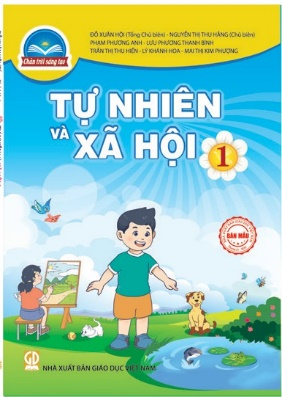 Chân trời sáng tạo
ĐỖ XUÂN HỘI (Tổng Chủ biên) - NGUYỄN THỊ THU HẰNG (Chủ biên)
PHẠM PHƯƠNG ANH - LƯU PHƯƠNG THANH BÌNH
TRẦN THỊ THU HIỀN - LÝ KHÁNH HOA - MAI THỊ KIM PHƯỢNG
TỰ NHIÊN
VÀ XÃ HỘI 1
BẢN MẪU
NHÀ XUẤT BẢN GIÁO DỤC VIỆT NAM